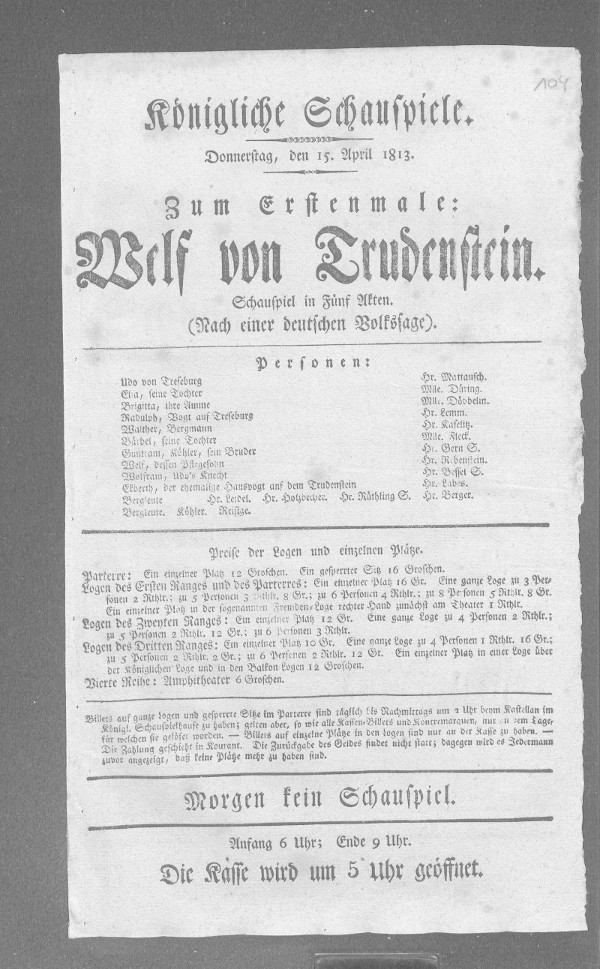 104
Königliche Schauspiele.
Donnerstag, den 15. April 1813.
Zum Erstenmale:
Welf von Trudenstein.
Schauspiel in Fünf Akten.
(Nach einer deutschen Volkssage).
Personen:
Udo von Treseburg Hr. Mattausch.
Elsa, seine Tochter Mlle. Düring.
Brigitta, ihre Amme Mlle. Döbbelin.
Radulph, Vogt auf Treseburg Hr. Lemm.
Walther, Bergmann Hr. Kaselitz.
Bärbel, seine Tochter Mlle. Fleck.
Guntram, Köhler, sein Bruder Hr. Gern S.
Welf, dessen Pflegesohn Hr. Rebenstein.
Wolfram, Udo's Knecht Hr. Bessel S.
Ekberth, der ehemalige Hausvogt auf dem Trudenstein Hr. Labes.
Bergleute Hr. Leidel. Hr. Holzbecher. Hr. Rüthling S. Hr. Berger.
Bergleute. Köhler. Reisige.
Preise der Logen und einzelnen Plätze.
Parterre: Ein einzelner Platz 12 Groschen. Ein gesperrter Sitz 16 Groschen.
Logen des Ersten Ranges und des Parterres: Ein einzelner Platz 16 Gr. Eine ganze Loge zu 3 Per-
sonen 2 Rthlr.; zu 5 Personen 3 Rthlr. 8 Gr.; zu 6 Personen 4 Rthlr.; zu 8 Personen 5 Rthlr. 8 Gr.
Ein einzelner Platz in der sogenannten Fremden-Loge rechter Hand zunächst am Theater 1 Rthlr.
Logen des Zweyten Ranges: Ein einzelner Platz 12 Gr. Eine ganze Loge zu 4 Personen 2 Rthlr.;
zu 5 Personen 2 Rthlr. 12 Gr.; zu 6 Personen 3 Rthlr.
Logen des Dritten Ranges: Ein einzelner Platz 10 Gr. Eine ganze Loge zu 4 Personen 1 Rthlr. 16 Gr.;
zu 5 Personen 2 Rthlr. 2 Gr.; zu 6 Personen 2 Rthlr. 12 Gr. Ein einzelner Platz in einer Loge über
der Königlichen Loge und in den Balkon Logen 12 Groschen.
Vierte Reihe: Amphitheater 6 Groschen.
Billets auf ganze Logen und gesperrte Sitze im Parterre sind täglich bis Nachmittags um 2 Uhr beym Kastellan im
Königl. Schauspielhause zu haben; gelten aber, so wie alle Kassen-Billets und Kontremarquen, nur an dem Tage,
für welchen sie gelöset worden. — Billets auf einzelne Plätze in den Logen sind nur an der Kasse zu haben. —
Die Zahlung geschieht in Kourant. Die Zurückgabe des Geldes findet nicht statt; dagegen wird es Jedermann
zuvor angezeigt, daß keine Plätze mehr zu haben sind.
Morgen kein Schauspiel.
Anfang 6 Uhr; Ende 9 Uhr.
Die Kasse wird um 5 Uhr geöffnet.